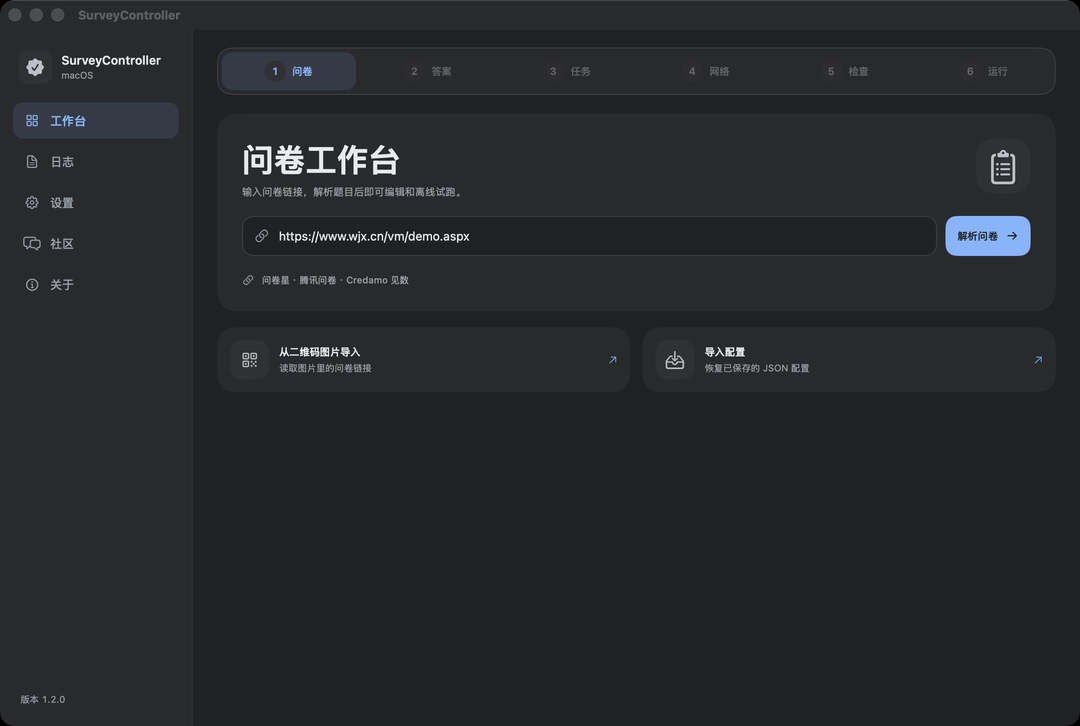 SurveyController
SurveyController
macOS
工作台
日志
设置
社区
关于
版本 1.2.0
1 问卷 2 答案 3 任务 4 网络 5 检查 6 运行
问卷工作台
输入问卷链接，解析题目后即可编辑和离线试跑。
https://www.wjx.cn/vm/demo.aspx
解析问卷
问卷星 · 腾讯问卷 · Credamo 见数
从二维码图片导入
读取图片里的问卷链接
导入配置
恢复已保存的 JSON 配置